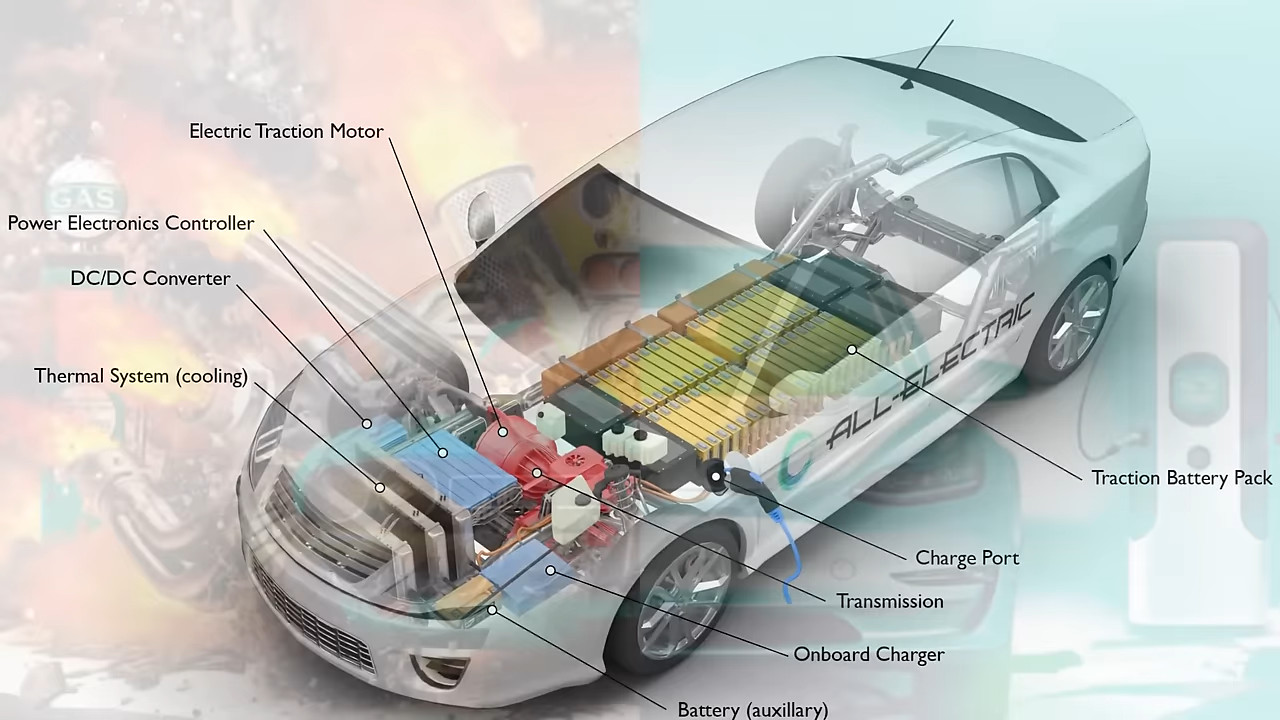 Electric Traction Motor
GAS
Power Electronics Controller
DC/DC Converter
Thermal System (cooling)
ALL-ELECTRIC
Traction Battery Pack
Charge Port
Transmission
Onboard Charger
Battery (auxillary)